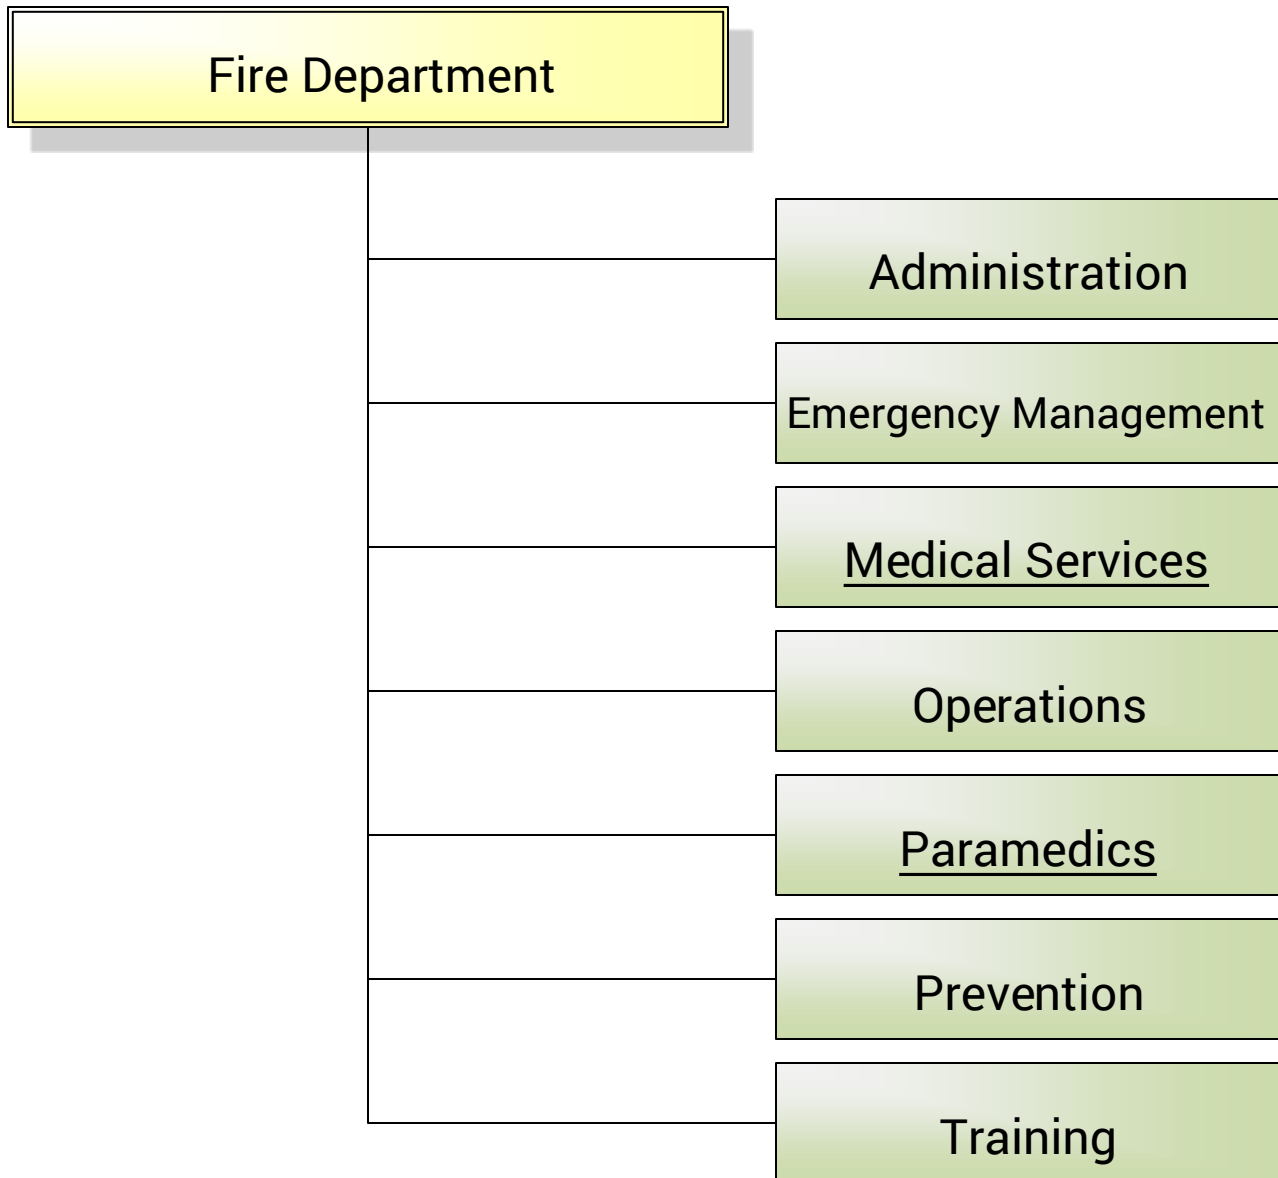 Fire Department
Administration
Emergency Management
Medical Services
Operations
Paramedics
Prevention
Training